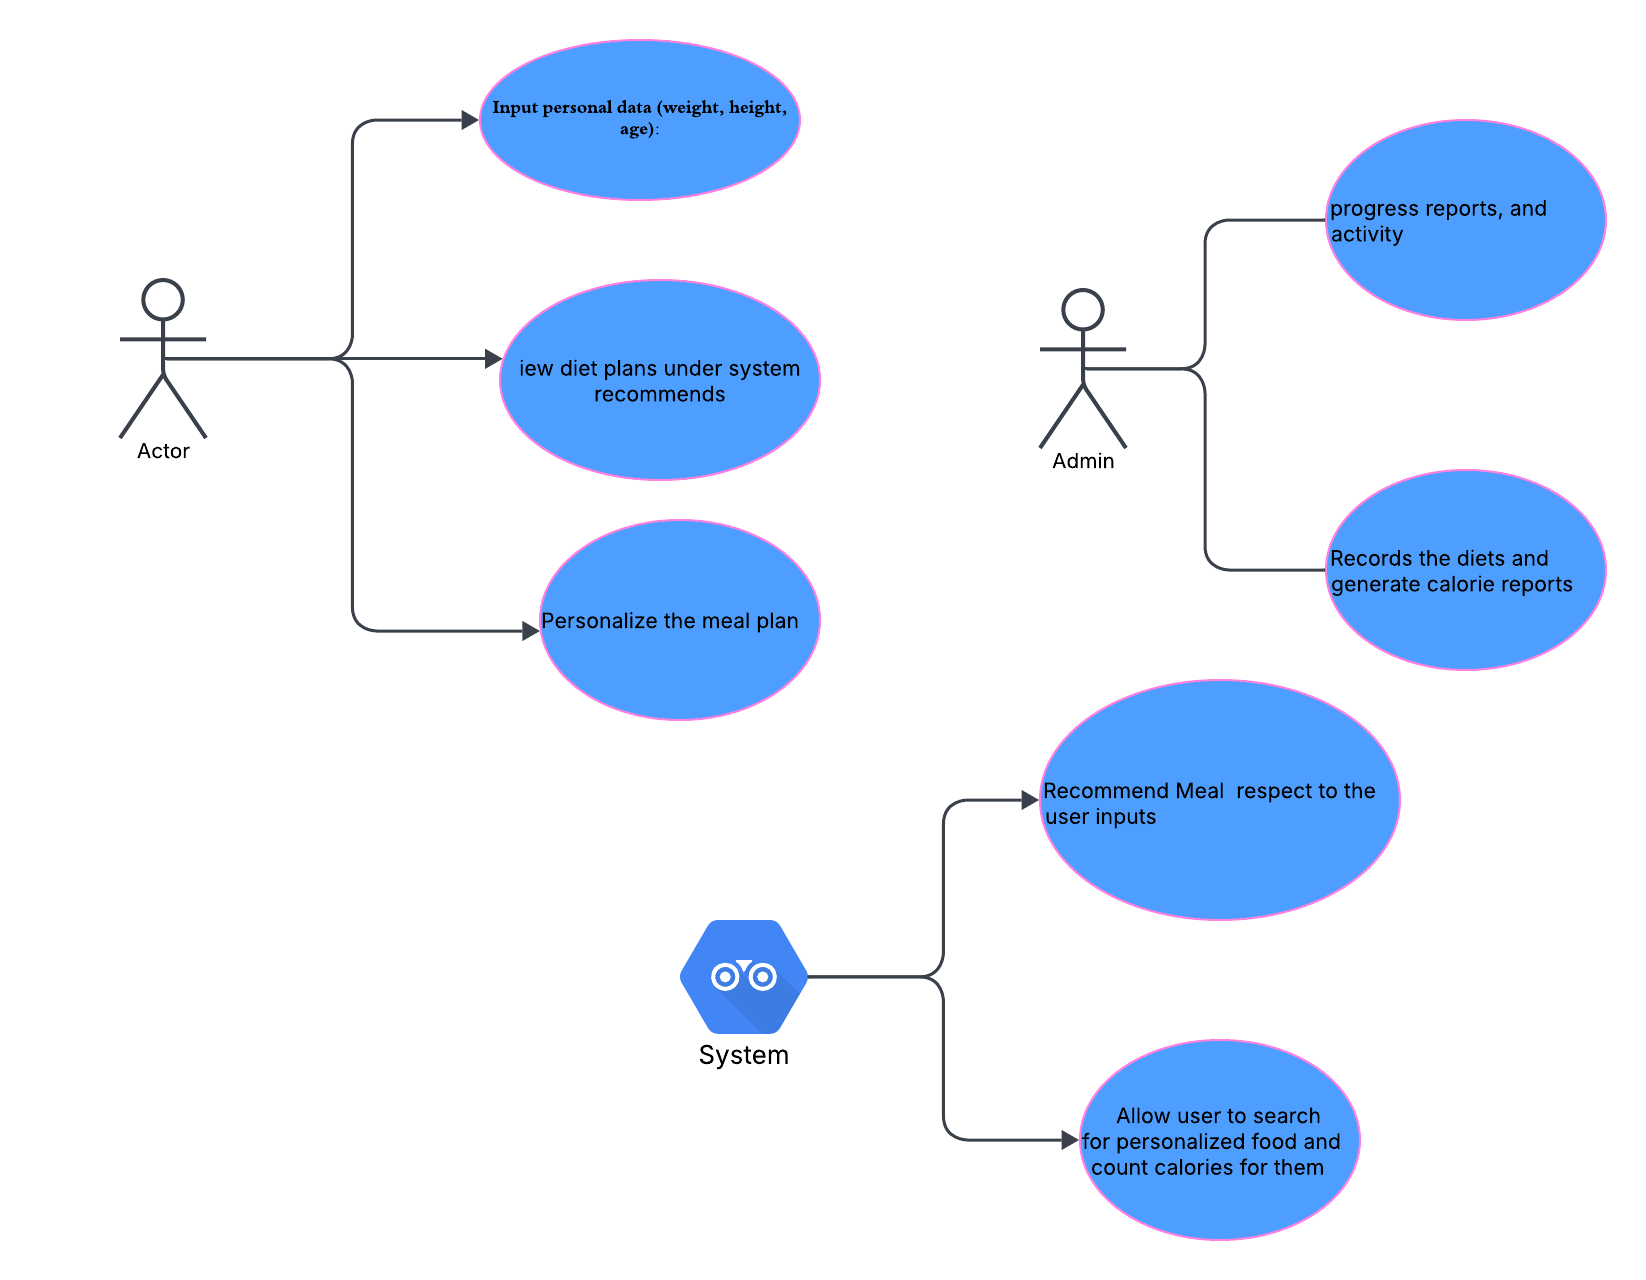 Input personal data (weight, height,
age):
iew diet plans under system
recommends
Actor
Personalize the meal plan
progress reports, and
activity
Admin
Records the diets and
generate calorie reports
Recommend Meal  respect to the
user inputs
System
Allow user to search
for personalized food and
count calories for them